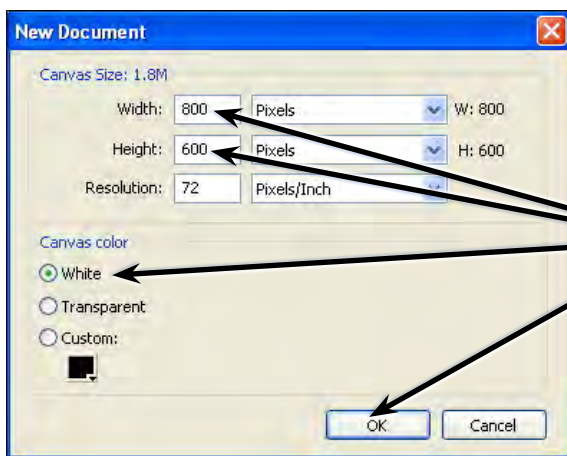 New Document
Canvas Size: 1.8M
Width: 800 Pixels W: 800
Height: 600 Pixels H: 600
Resolution: 72 Pixels/Inch
Canvas color
White
Transparent
Custom:
OK Cancel